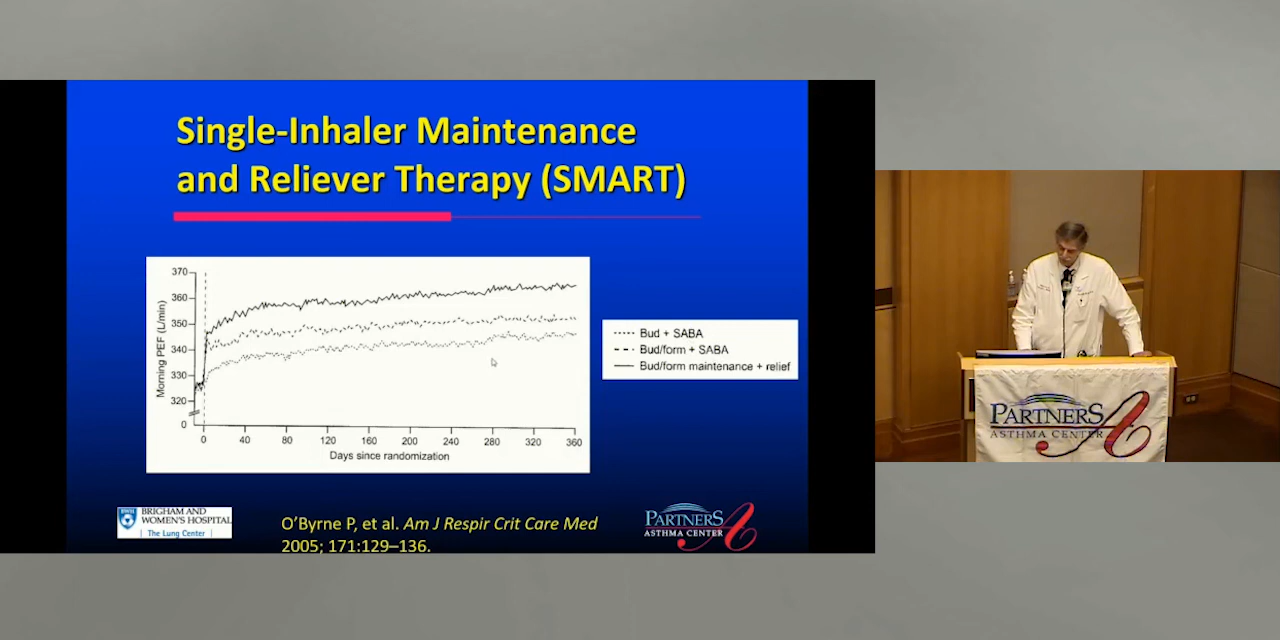 Single-Inhaler Maintenance
and Reliever Therapy (SMART)
370
360
350
340
330
320
0
Morning PEF (L/min)
0 40 80 120 160 200 240 280 320 360
Days since randomization
Bud + SABA
Bud/form + SABA
Bud/form maintenance + relief
BWH
BRIGHAM AND
WOMEN'S HOSPITAL
The Lung Center
O'Byrne P, et al. Am J Respir Crit Care Med
2005; 171:129–136.
PARTNERS
ASTHMA CENTER
PARTNERS
ASTHMA CENTER